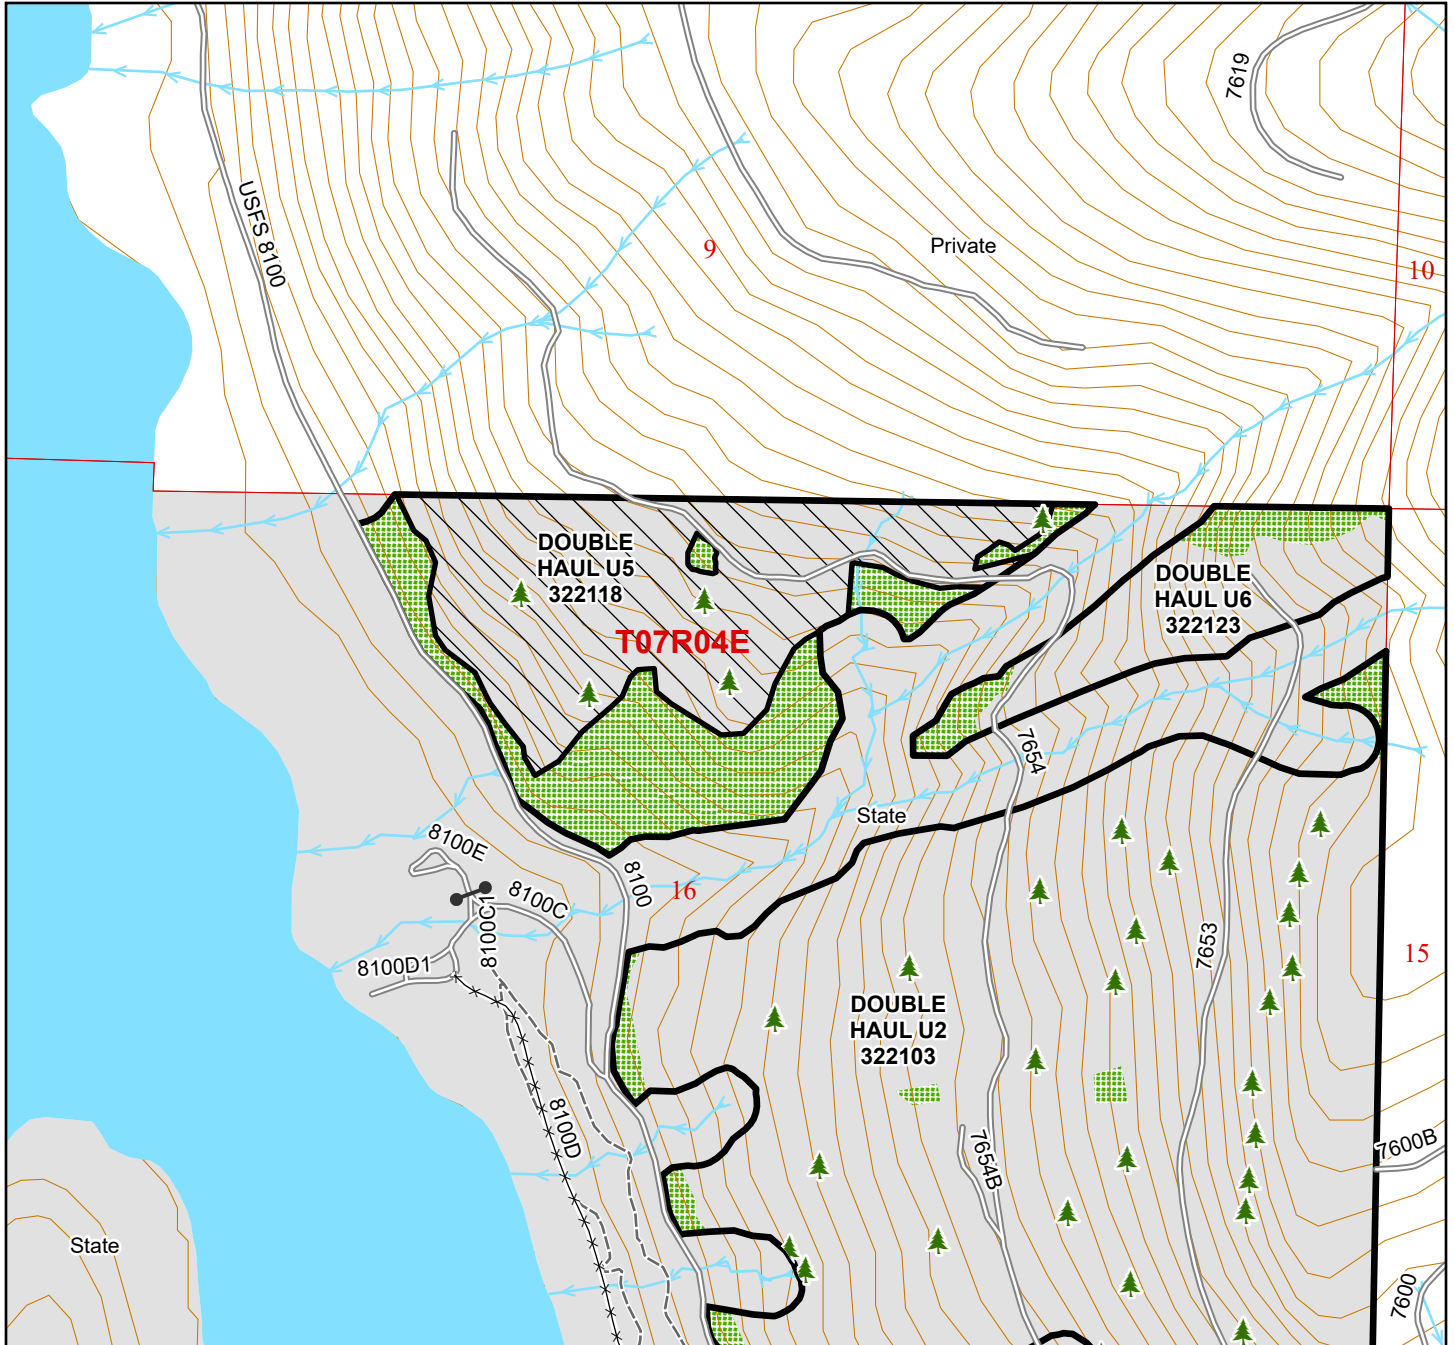 7619
USFS 8100
9
Private
10
DOUBLE
HAUL U5
322118
DOUBLE
HAUL U6
322123
T07R04E
7654
State
8100E
8100
16
8100C
8100C1
8100D1
7653
15
DOUBLE
HAUL U2
322103
8100D
7654B
7600B
State
7600